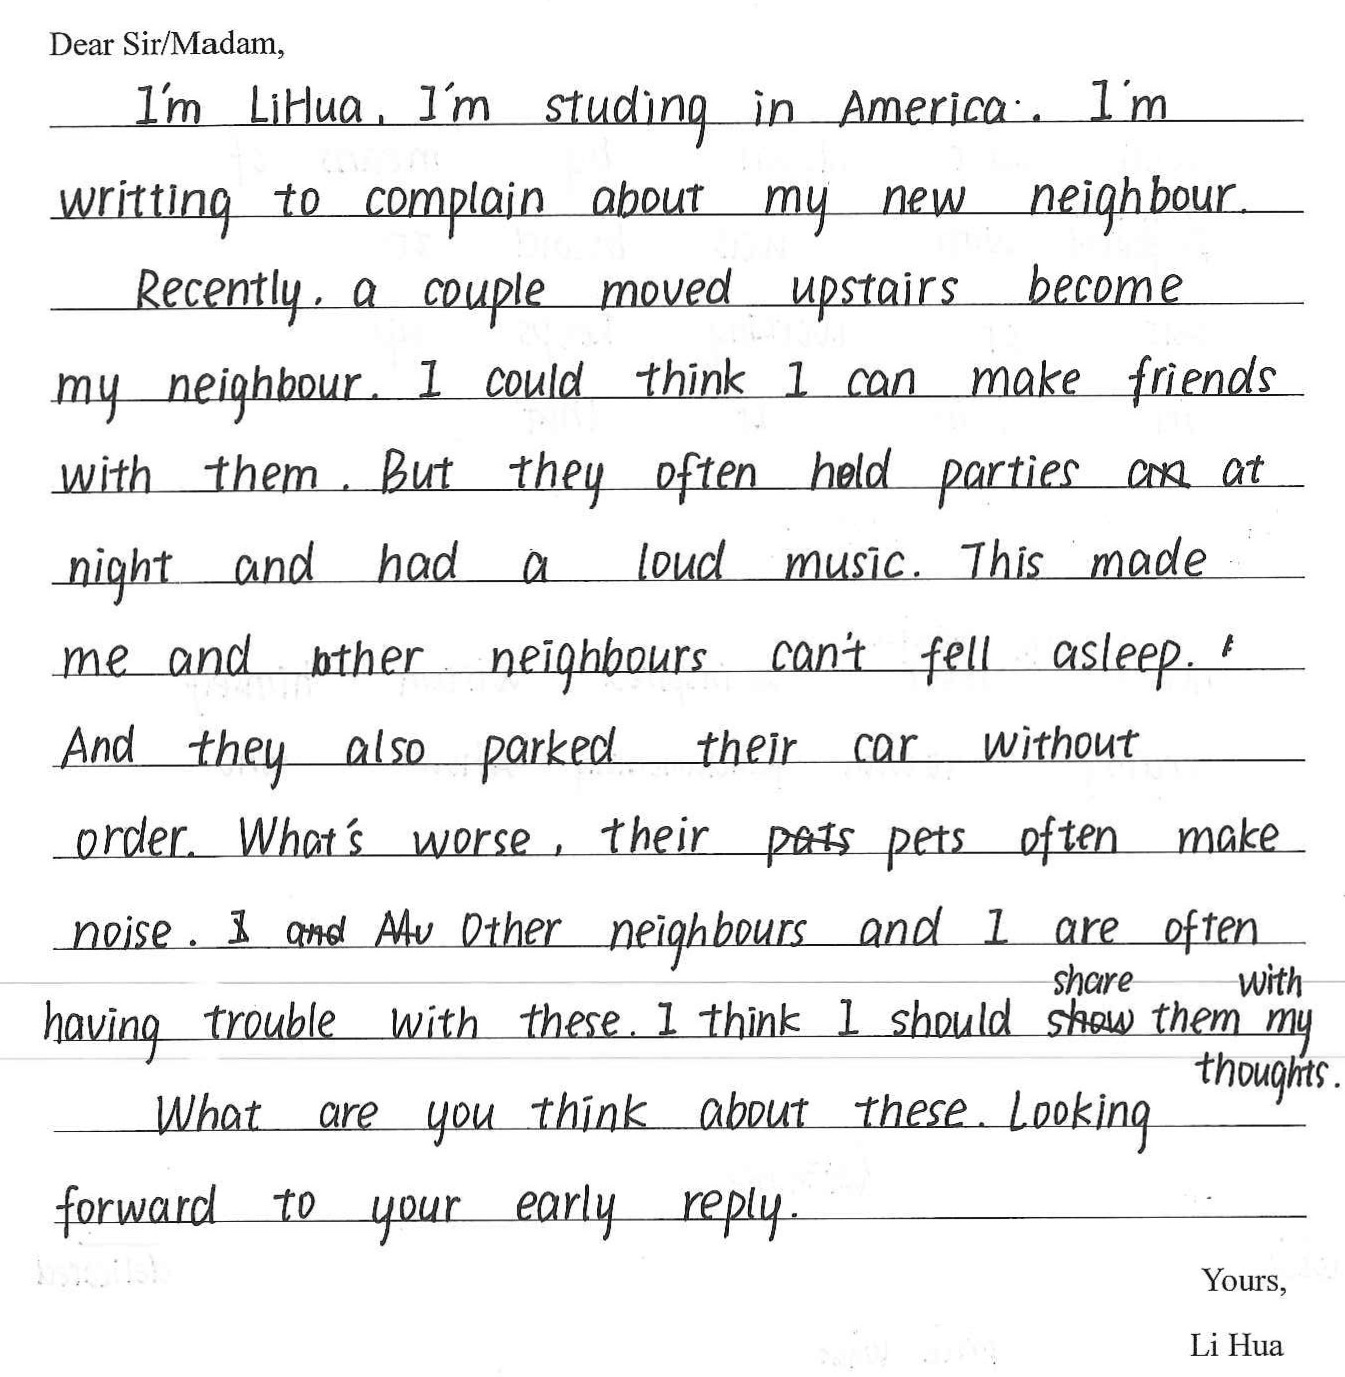 Dear Sir/Madam,
I'm LiHua. I'm studing in America. I'm
writting to complain about my new neighbour.
Recently, a couple moved upstairs become
my neighbour. I could think I can make friends
with them. But they often hold parties at
night and had a loud music. This made
me and other neighbours can't fell asleep.
And they also parked their car without
order. What's worse, their pats pets often make
noise. I and My Other neighbours and I are often
share with
having trouble with these. I think I should show them my
thoughts.
What are you think about these. Looking
forward to your early reply.
Yours,
Li Hua